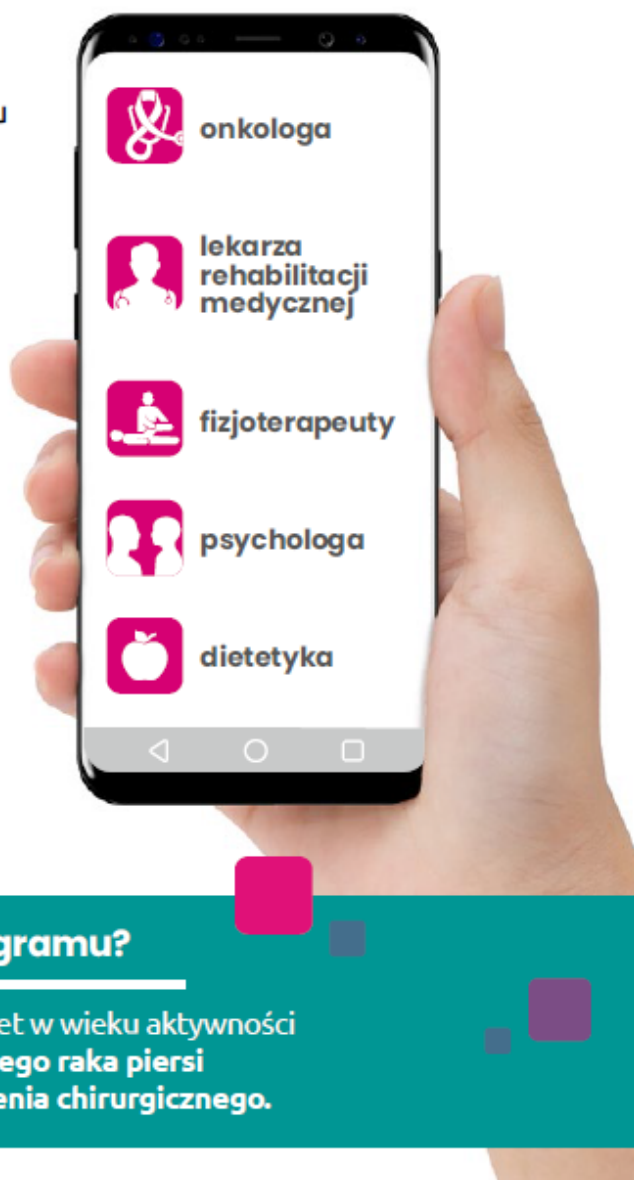 onkologa
lekarza
rehabilitacji
medycznej
fizjoterapeuty
psychologa
dietetyka
gramu?
et w wieku aktywności
ego raka piersi
enia chirurgicznego.